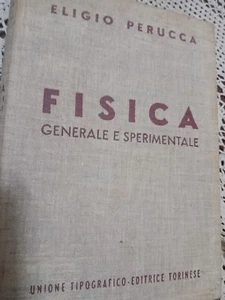 ELIGIO PERUCCA
FISICA
GENERALE E SPERIMENTALE
UNIONE TIPOGRAFICO-EDITRICE TORINESE